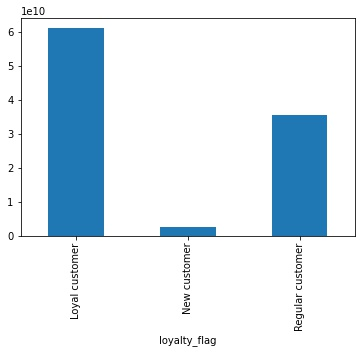 1e10
6
5
4
3
2
1
0
Loyal customer
New customer
Regular customer
loyalty_flag